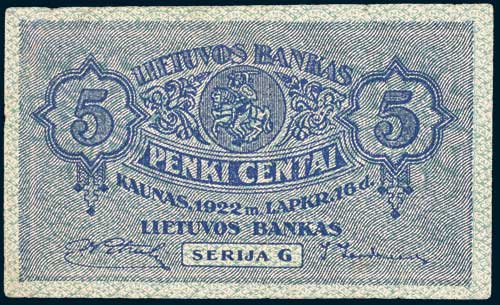 LIETUVOS BANKAS
5 5
PENKI CENTAI
KAUNAS, 1922 m. LAPKR. 16 d.
LIETUVOS BANKAS
SERIJA G